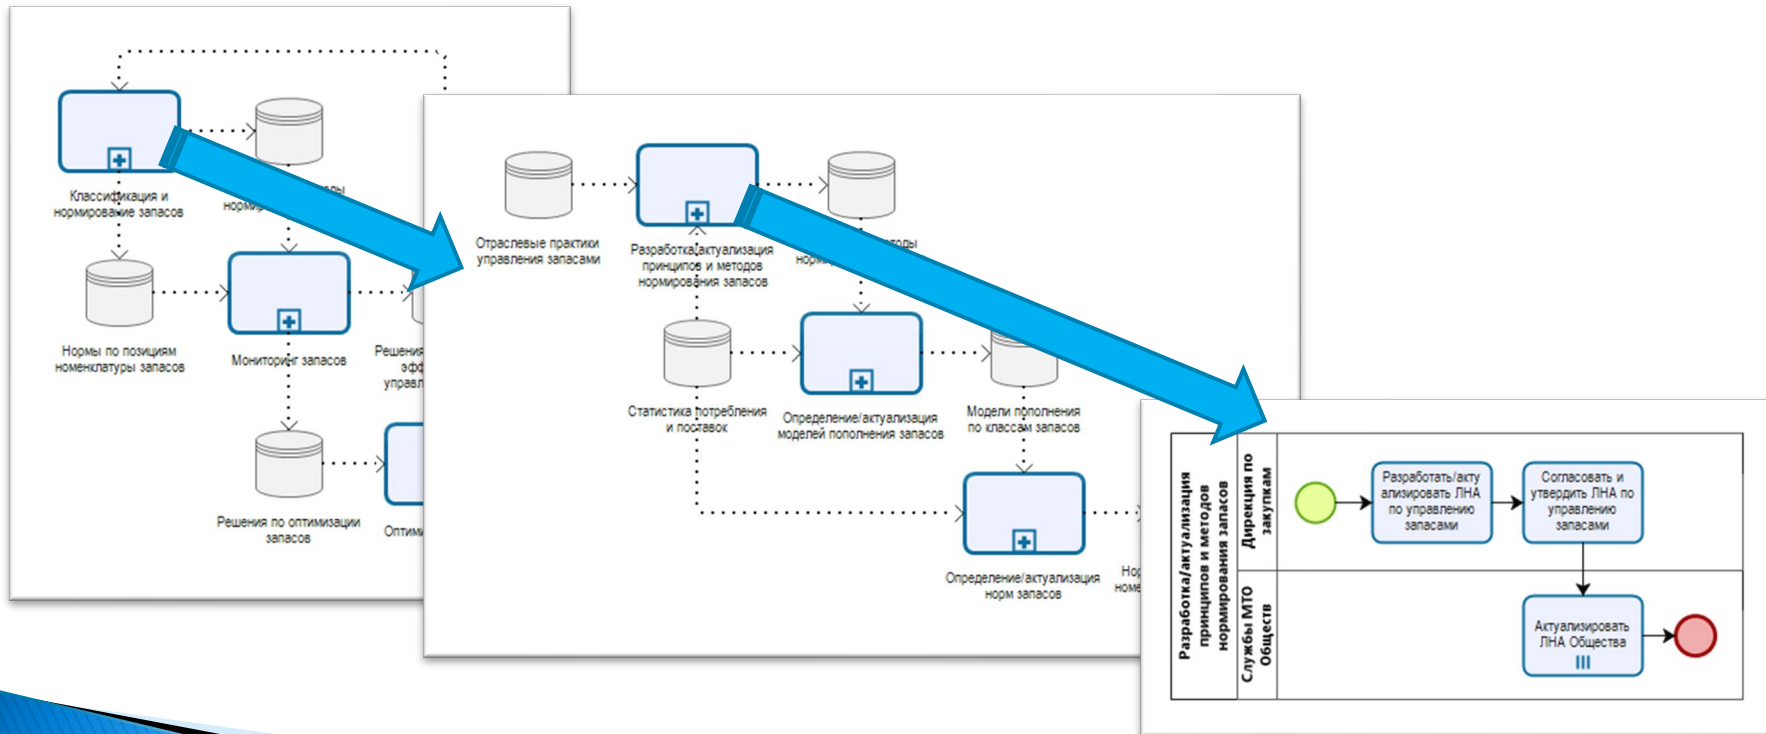 Классификация и
нормирование запасов
Нормы по позициям
номенклатуры запасов
Мониторинг запасов
Решения
Решения по оптимизации
запасов
Отраслевые практики
управления запасами
Разработка/актуализация
принципов и методов
нормирования запасов
Статистика потребления
и поставок
Определение/актуализация
моделей пополнения запасов
Модели пополнения
по классам запасов
Определение/актуализация
норм запасов
Разработка/актуализация
принципов и методов
нормирования запасов
Дирекция по
закупкам
Разработать/акту
ализировать ЛНА
по управлению
запасами
Согласовать и
утвердить ЛНА по
управлению
запасами
Службы МТО
Обществ
Актуализировать
ЛНА Общества